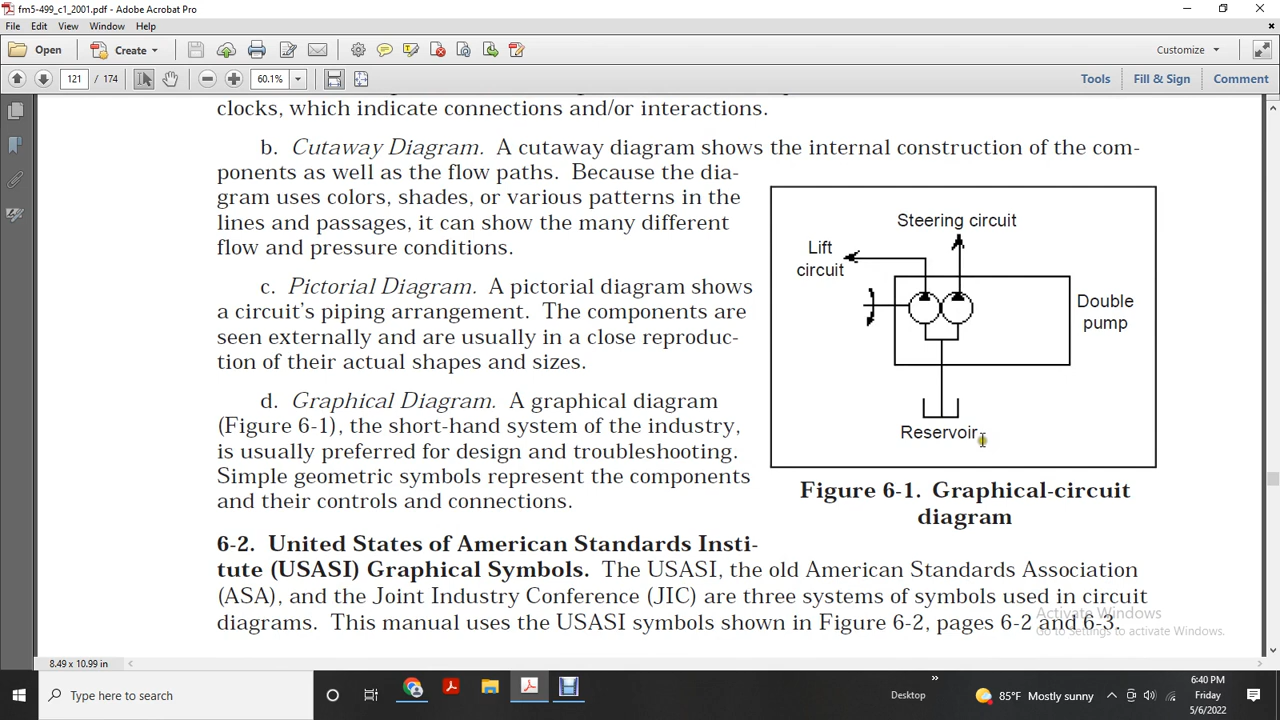 fm5-499_c1_2001.pdf - Adobe Acrobat Pro
File Edit View Window Help
Open Create Customize
121 / 174 60.1% Tools Fill & Sign Comment
clocks, which indicate connections and/or interactions.
b. Cutaway Diagram. A cutaway diagram shows the internal construction of the com-
ponents as well as the flow paths. Because the dia-
gram uses colors, shades, or various patterns in the
lines and passages, it can show the many different
flow and pressure conditions.
c. Pictorial Diagram. A pictorial diagram shows
a circuit's piping arrangement. The components are
seen externally and are usually in a close reproduc-
tion of their actual shapes and sizes.
d. Graphical Diagram. A graphical diagram
(Figure 6-1), the short-hand system of the industry,
is usually preferred for design and troubleshooting.
Simple geometric symbols represent the components
and their controls and connections.
Steering circuit
Lift
circuit
Double
pump
Reservoir
Figure 6-1. Graphical-circuit
diagram
6-2. United States of American Standards Insti-
tute (USASI) Graphical Symbols. The USASI, the old American Standards Association
(ASA), and the Joint Industry Conference (JIC) are three systems of symbols used in circuit
diagrams. This manual uses the USASI symbols shown in Figure 6-2, pages 6-2 and 6-3.
Activate Windows
Go to Settings to activate Windows.
8.49 x 10.99 in
Type here to search
Desktop
85°F Mostly sunny
6:40 PM
Friday
5/6/2022